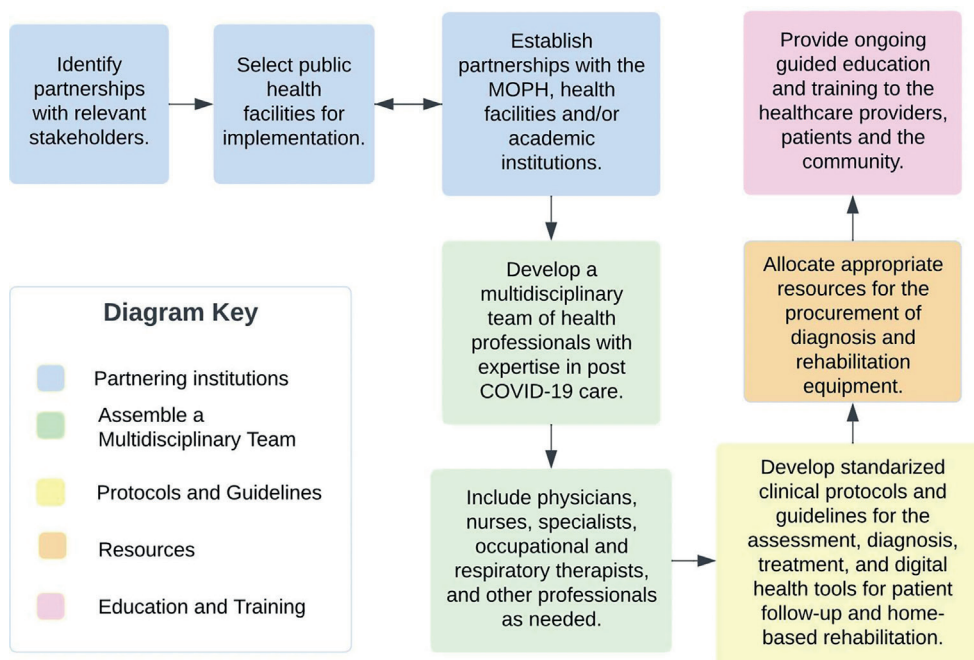 Identify
partnerships
with relevant
stakeholders.
Select public
health
facilities for
implementation.
Establish
partnerships with the
MOPH, health
facilities and/or
academic
institutions.
Develop a
multidisciplinary
team of health
professionals with
expertise in post
COVID-19 care.
Include physicians,
nurses, specialists,
occupational and
respiratory therapists,
and other professionals
as needed.
Develop standarized
clinical protocols and
guidelines for the
assessment, diagnosis,
treatment, and digital
health tools for patient
follow-up and home-
based rehabilitation.
Allocate appropriate
resources for the
procurement of
diagnosis and
rehabilitation
equipment.
Provide ongoing
guided education
and training to the
healthcare providers,
patients and the
community.
Diagram Key
Partnering institutions
Assemble a
Multidisciplinary Team
Protocols and Guidelines
Resources
Education and Training